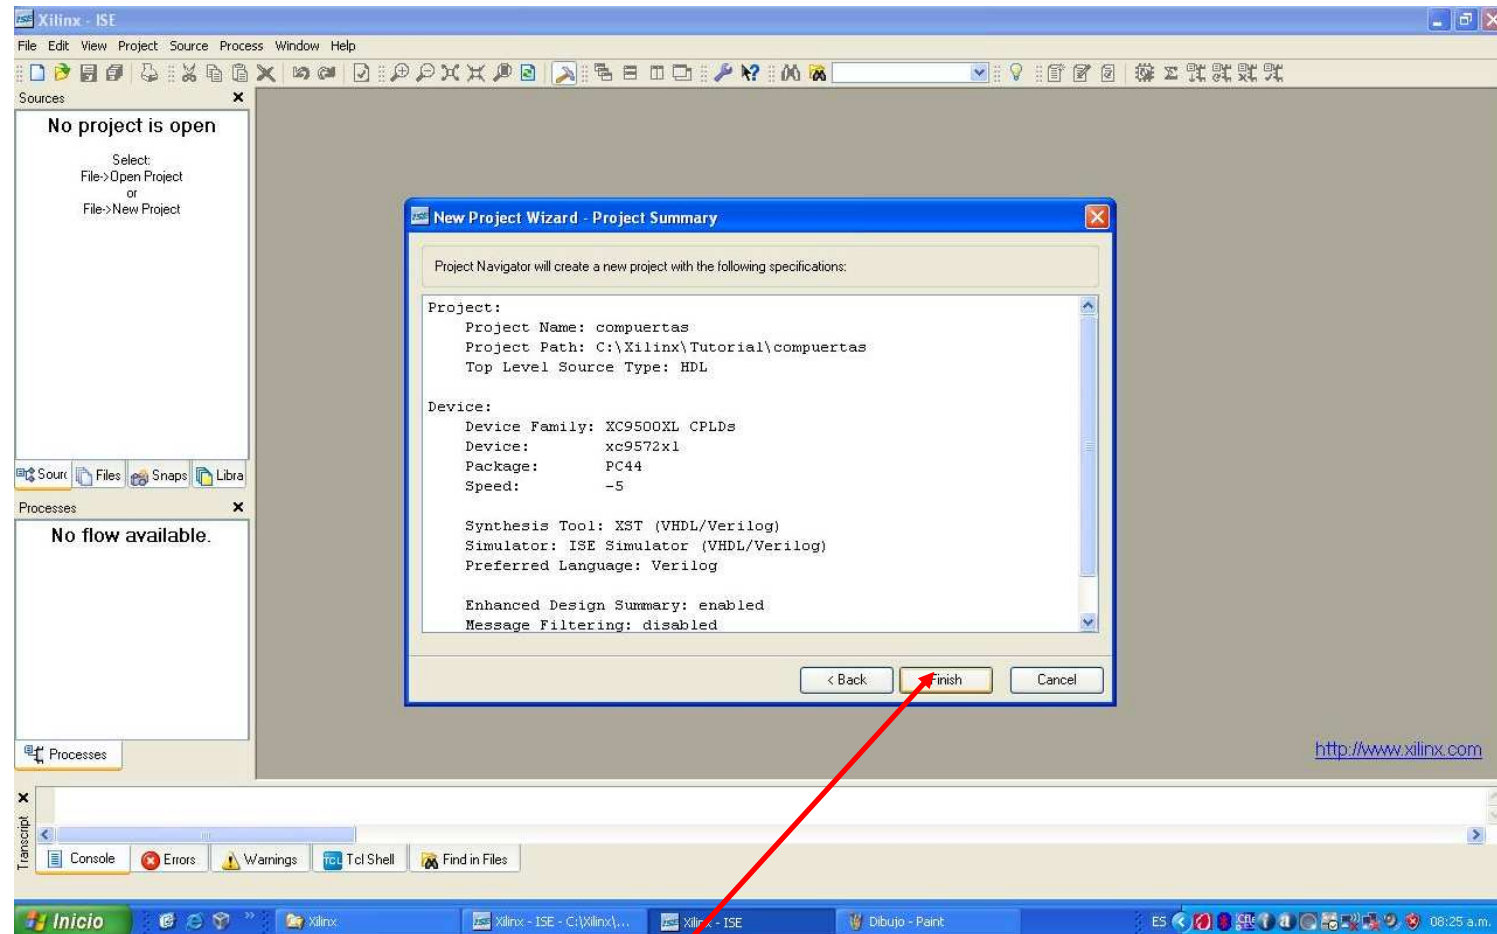 Xilinx - ISE
File Edit View Project Source Process Window Help
Sources
No project is open
Select:
File->Open Project
or
File->New Project
Sourc Files Snaps Libra
Processes
No flow available.
Processes
New Project Wizard - Project Summary
Project Navigator will create a new project with the following specifications:
Project:
Project Name: compuertas
Project Path: C:\Xilinx\Tutorial\compuertas
Top Level Source Type: HDL
Device:
Device Family: XC9500XL CPLDs
Device: xc9572xl
Package: PC44
Speed: -5
Synthesis Tool: XST (VHDL/Verilog)
Simulator: ISE Simulator (VHDL/Verilog)
Preferred Language: Verilog
Enhanced Design Summary: enabled
Message Filtering: disabled
< Back Finish Cancel
http://www.xilinx.com
Transcript
Console Errors Warnings TCL Tcl Shell Find in Files
Inicio » Xilinx Xilinx - ISE - C:\Xilinx\... Xilinx - ISE Dibujo - Paint ES 08:25 a.m.